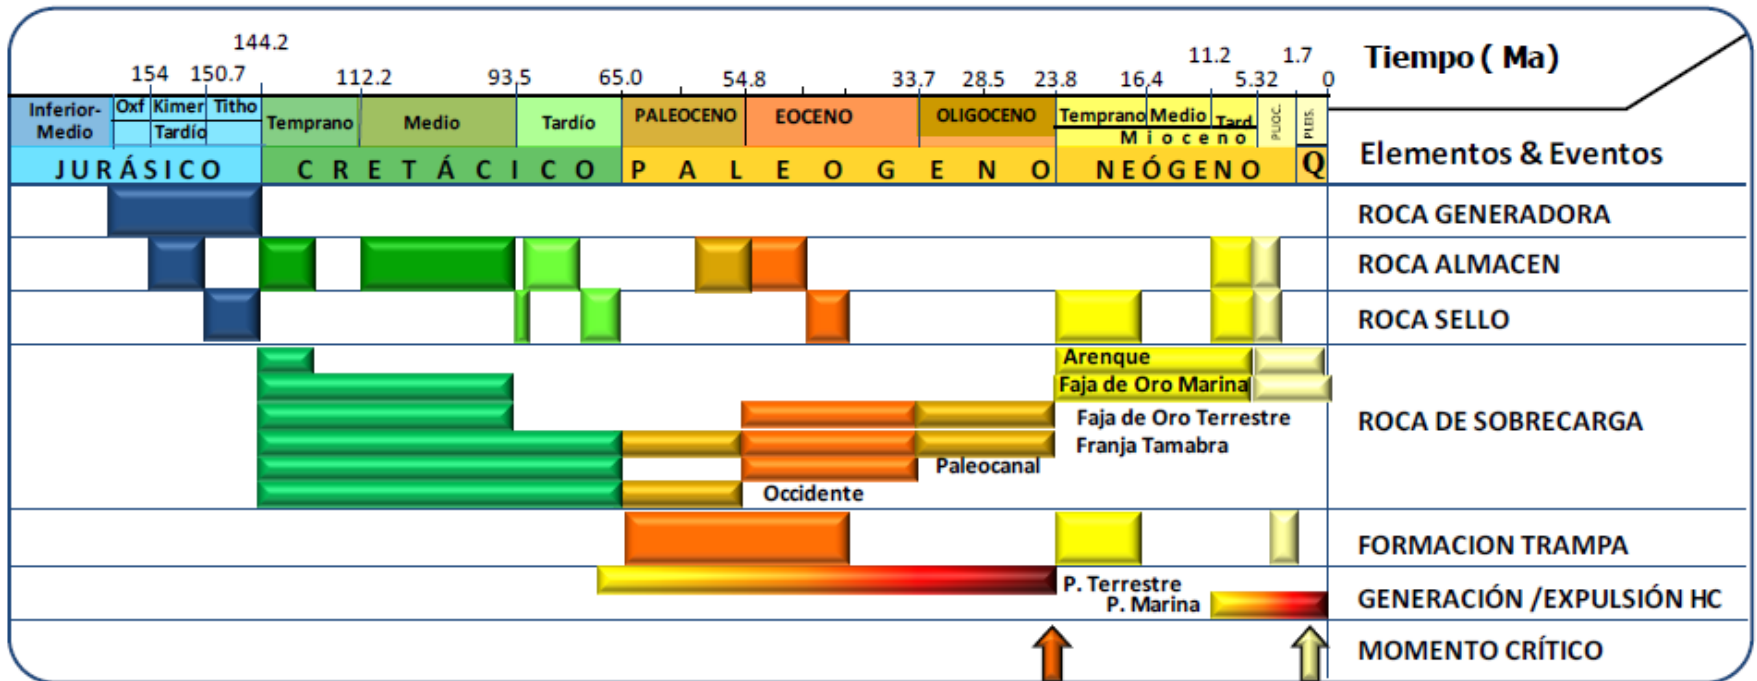 144.2
11.2
1.7
Tiempo ( Ma)
154
150.7
112.2
93.5
65.0
54.8
33.7
28.5
23.8
16.4
5.32
0
Inferior-
Medio
Oxf
Kimer
Titho
Tardío
Temprano
Medio
Tardío
PALEOCENO
EOCENO
OLIGOCENO
Temprano
Medio
Tard
Mioceno
PLIOC.
PLEIS.
JURÁSICO
CRETÁCICO
PALEOGENO
NEÓGENO
Q
Elementos & Eventos
ROCA GENERADORA
ROCA ALMACEN
ROCA SELLO
Arenque
Faja de Oro Marina
Faja de Oro Terrestre
Franja Tamabra
Paleocanal
Occidente
ROCA DE SOBRECARGA
FORMACION TRAMPA
P. Terrestre
P. Marina
GENERACIÓN /EXPULSIÓN HC
MOMENTO CRÍTICO